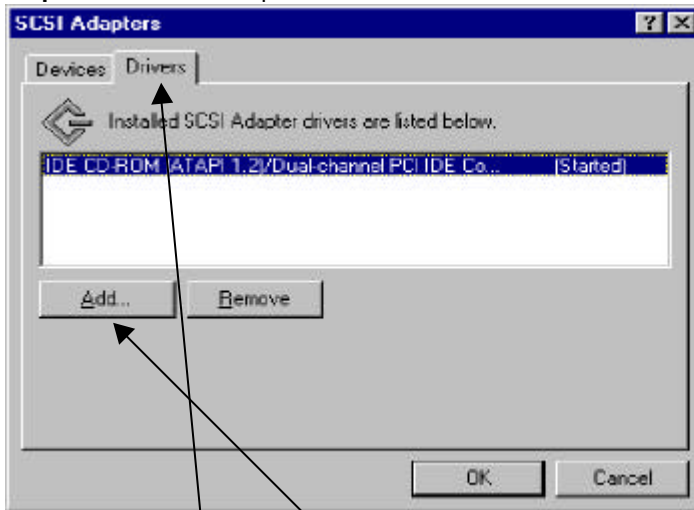 SCSI Adapters
Devices Drivers
Installed SCSI Adapter drivers are listed below.
IDE CD-ROM (ATAPI 1.2)/Dual-channel PCI IDE Co... (Started)
Add... Remove
OK Cancel